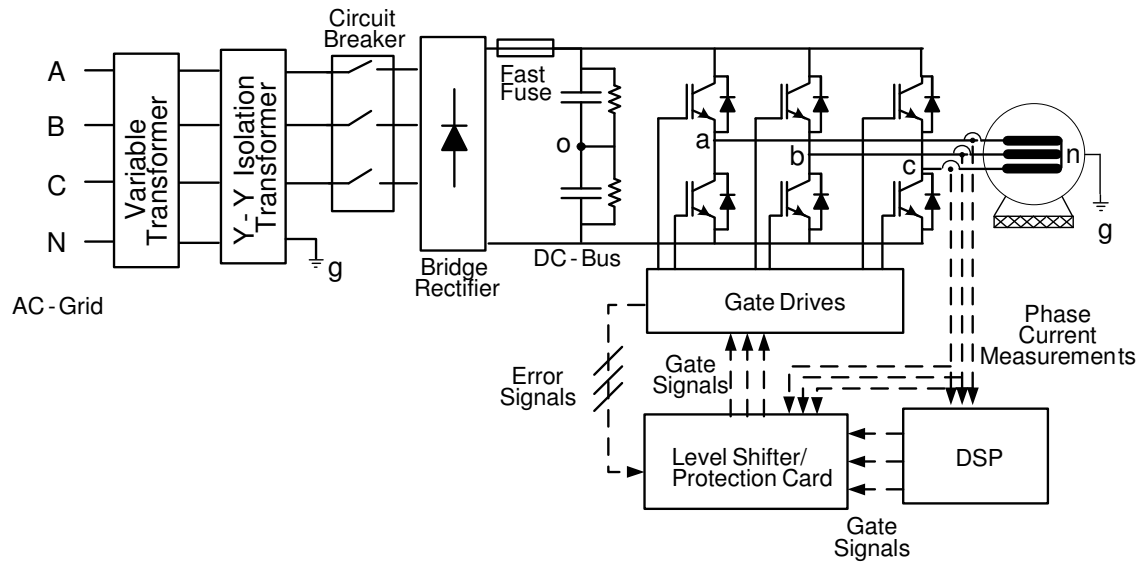 Circuit
Breaker
A
B
C
N
AC-Grid
Variable
Transformer
Y-Y Isolation
Transformer
g
Bridge
Rectifier
Fast
Fuse
o
DC-Bus
a
b
c
n
g
Gate Drives
Error
Signals
Gate
Signals
Phase
Current
Measurements
Level Shifter/
Protection Card
DSP
Gate
Signals